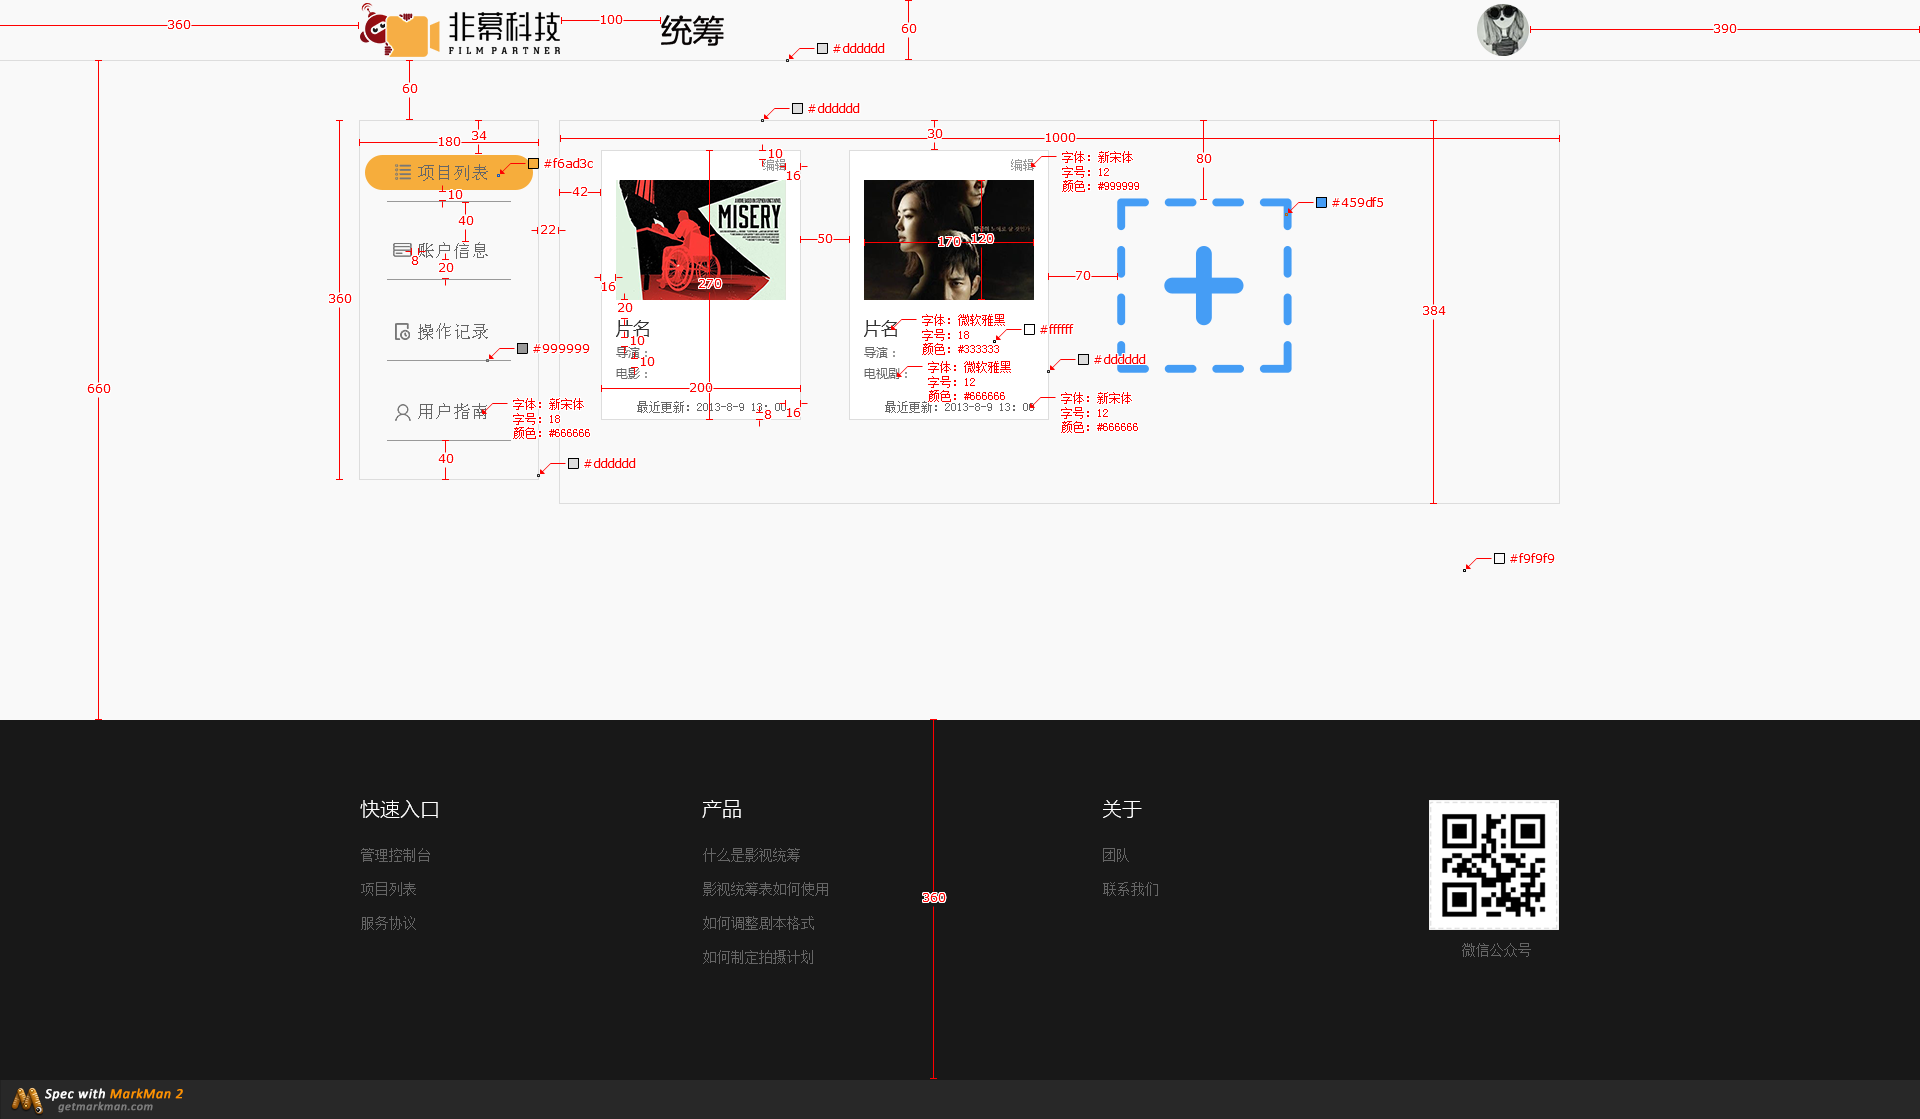 360
非幕科技
FILM PARTNER
100
统筹
60
390
#dddddd
60
#dddddd
180
34
30
1000
项目列表
#f6ad3c
10
编辑
16
编辑
字体: 新宋体
字号: 12
颜色: #999999
80
42
10
40
22
MISERY
#459df5
账户信息
8
20
50
170
120
70
16
270
360
20
384
操作记录
#999999
片名
10
导演：
10
电影：
片名
字体: 微软雅黑
字号: 18
颜色: #333333
#ffffff
导演：
#dddddd
电视剧：
字体: 微软雅黑
字号: 12
颜色: #666666
660
200
最近更新: 2013-8-9 13: 00
8
16
最近更新: 2013-8-9 13: 00
字体: 新宋体
字号: 12
颜色: #666666
用户指南
字体: 新宋体
字号: 18
颜色: #666666
40
#dddddd
#f9f9f9
快速入口
管理控制台
项目列表
服务协议
产品
什么是影视统筹
影视统筹表如何使用
如何调整剧本格式
如何制定拍摄计划
360
关于
团队
联系我们
微信公众号
Spec with MarkMan 2
getmarkman.com